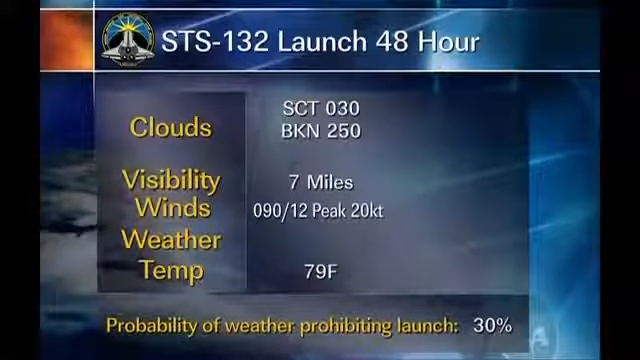 STS-132 Launch 48 Hour
Clouds
SCT 030
BKN 250
Visibility 7 Miles
Winds 090/12 Peak 20kt
Weather
Temp 79F
Probability of weather prohibiting launch: 30%